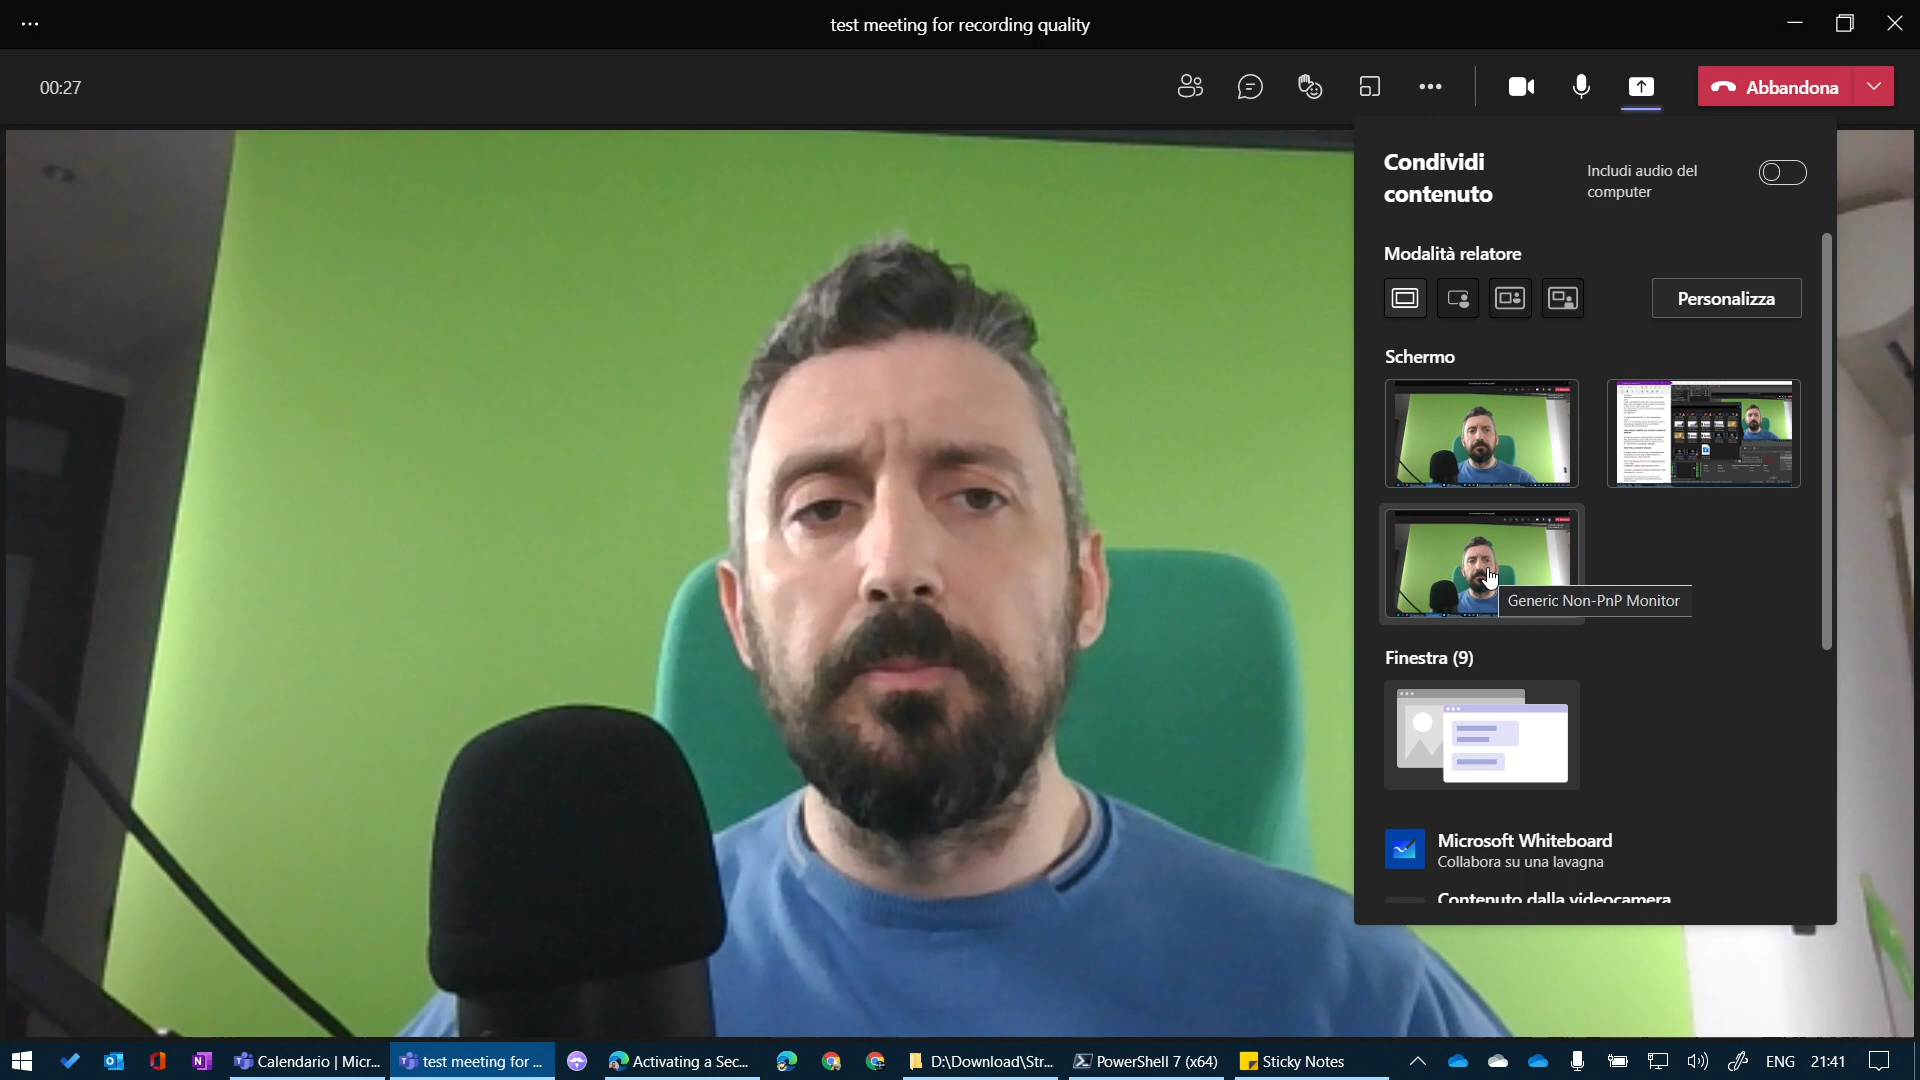 test meeting for recording quality
00:27
Abbandona
Condividi
contenuto
Includi audio del
computer
Modalità relatore
Personalizza
Schermo
Generic Non-PnP Monitor
Finestra (9)
Microsoft Whiteboard
Collabora su una lavagna
Contenuto dalla videocamera
Calendario | Micr...
test meeting for ...
Activating a Sec...
D:\Download\Str...
PowerShell 7 (x64)
Sticky Notes
ENG
21:41